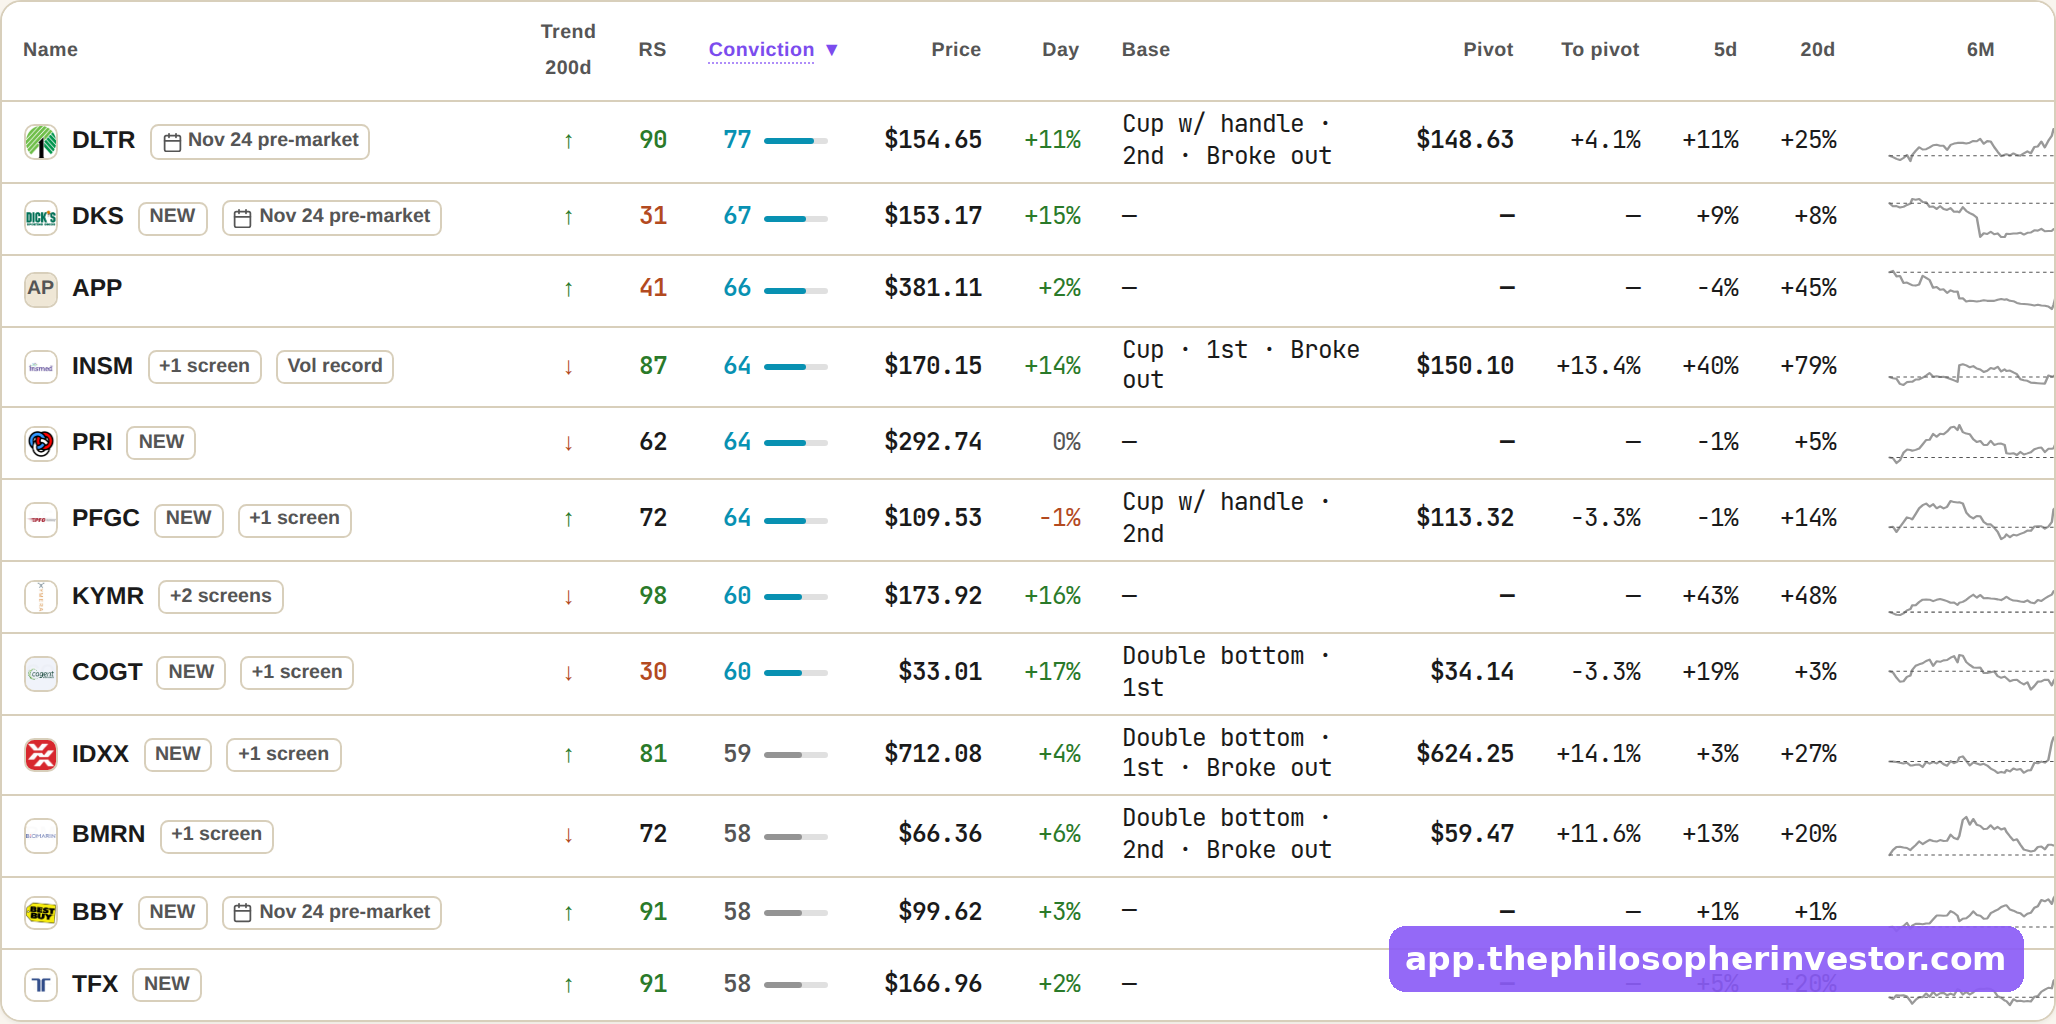 Name Trend 200d RS Conviction ▼ Price Day Base Pivot To pivot 5d 20d 6M
DLTR Nov 24 pre-market ↑ 90 77 $154.65 +11% Cup w/ handle · 2nd · Broke out $148.63 +4.1% +11% +25%
DICK'S DKS NEW Nov 24 pre-market ↑ 31 67 $153.17 +15% — — — +9% +8%
AP APP ↑ 41 66 $381.11 +2% — — — -4% +45%
Insmed INSM +1 screen Vol record ↓ 87 64 $170.15 +14% Cup · 1st · Broke out $150.10 +13.4% +40% +79%
PRI NEW ↓ 62 64 $292.74 0% — — — -1% +5%
PFGC NEW +1 screen ↑ 72 64 $109.53 -1% Cup w/ handle · 2nd $113.32 -3.3% -1% +14%
KYMR +2 screens ↓ 98 60 $173.92 +16% — — — +43% +48%
cogent COGT NEW +1 screen ↓ 30 60 $33.01 +17% Double bottom · 1st $34.14 -3.3% +19% +3%
IDXX NEW +1 screen ↑ 81 59 $712.08 +4% Double bottom · 1st · Broke out $624.25 +14.1% +3% +27%
BIOMARIN BMRN +1 screen ↓ 72 58 $66.36 +6% Double bottom · 2nd · Broke out $59.47 +11.6% +13% +20%
BEST BUY BBY NEW Nov 24 pre-market ↑ 91 58 $99.62 +3% — — — +1% +1%
TFX NEW ↑ 91 58 $166.96 +2% — — — +5% +20%
app.thephilosopherinvestor.com